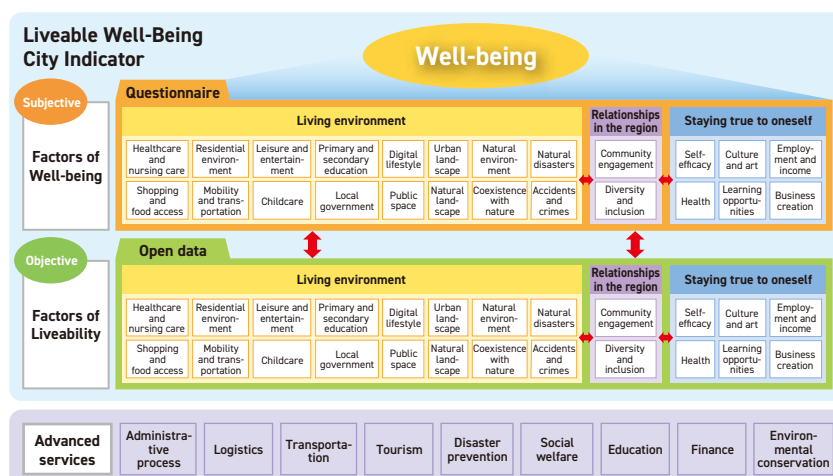 Liveable Well-Being
City Indicator
Well-being
Subjective
Questionnaire
Factors of
Well-being
Living environment
Relationships
in the region
Staying true to oneself
Healthcare
and
nursing care
Residential
environ-
ment
Leisure and
entertain-
ment
Primary and
secondary
education
Digital
lifestyle
Urban
land-
scape
Natural
environ-
ment
Natural
disasters
Community
engagement
Self-
efficacy
Culture
and art
Employ-
ment and
income
Shopping
and
food access
Mobility
and trans-
portation
Childcare
Local
government
Public
space
Natural
land-
scape
Coexistence
with
nature
Accidents
and
crimes
Diversity
and
inclusion
Health
Learning
opportu-
nities
Business
creation
Objective
Open data
Factors of
Liveability
Living environment
Relationships
in the region
Staying true to oneself
Healthcare
and
nursing care
Residential
environ-
ment
Leisure and
entertain-
ment
Primary and
secondary
education
Digital
lifestyle
Urban
land-
scape
Natural
environ-
ment
Natural
disasters
Community
engagement
Self-
efficacy
Culture
and art
Employ-
ment and
income
Shopping
and
food access
Mobility
and trans-
portation
Childcare
Local
government
Public
space
Natural
land-
scape
Coexistence
with
nature
Accidents
and
crimes
Diversity
and
inclusion
Health
Learning
opportu-
nities
Business
creation
Advanced
services
Administra-
tive
process
Logistics
Transporta-
tion
Tourism
Disaster
prevention
Social
welfare
Education
Finance
Environ-
mental
conservation